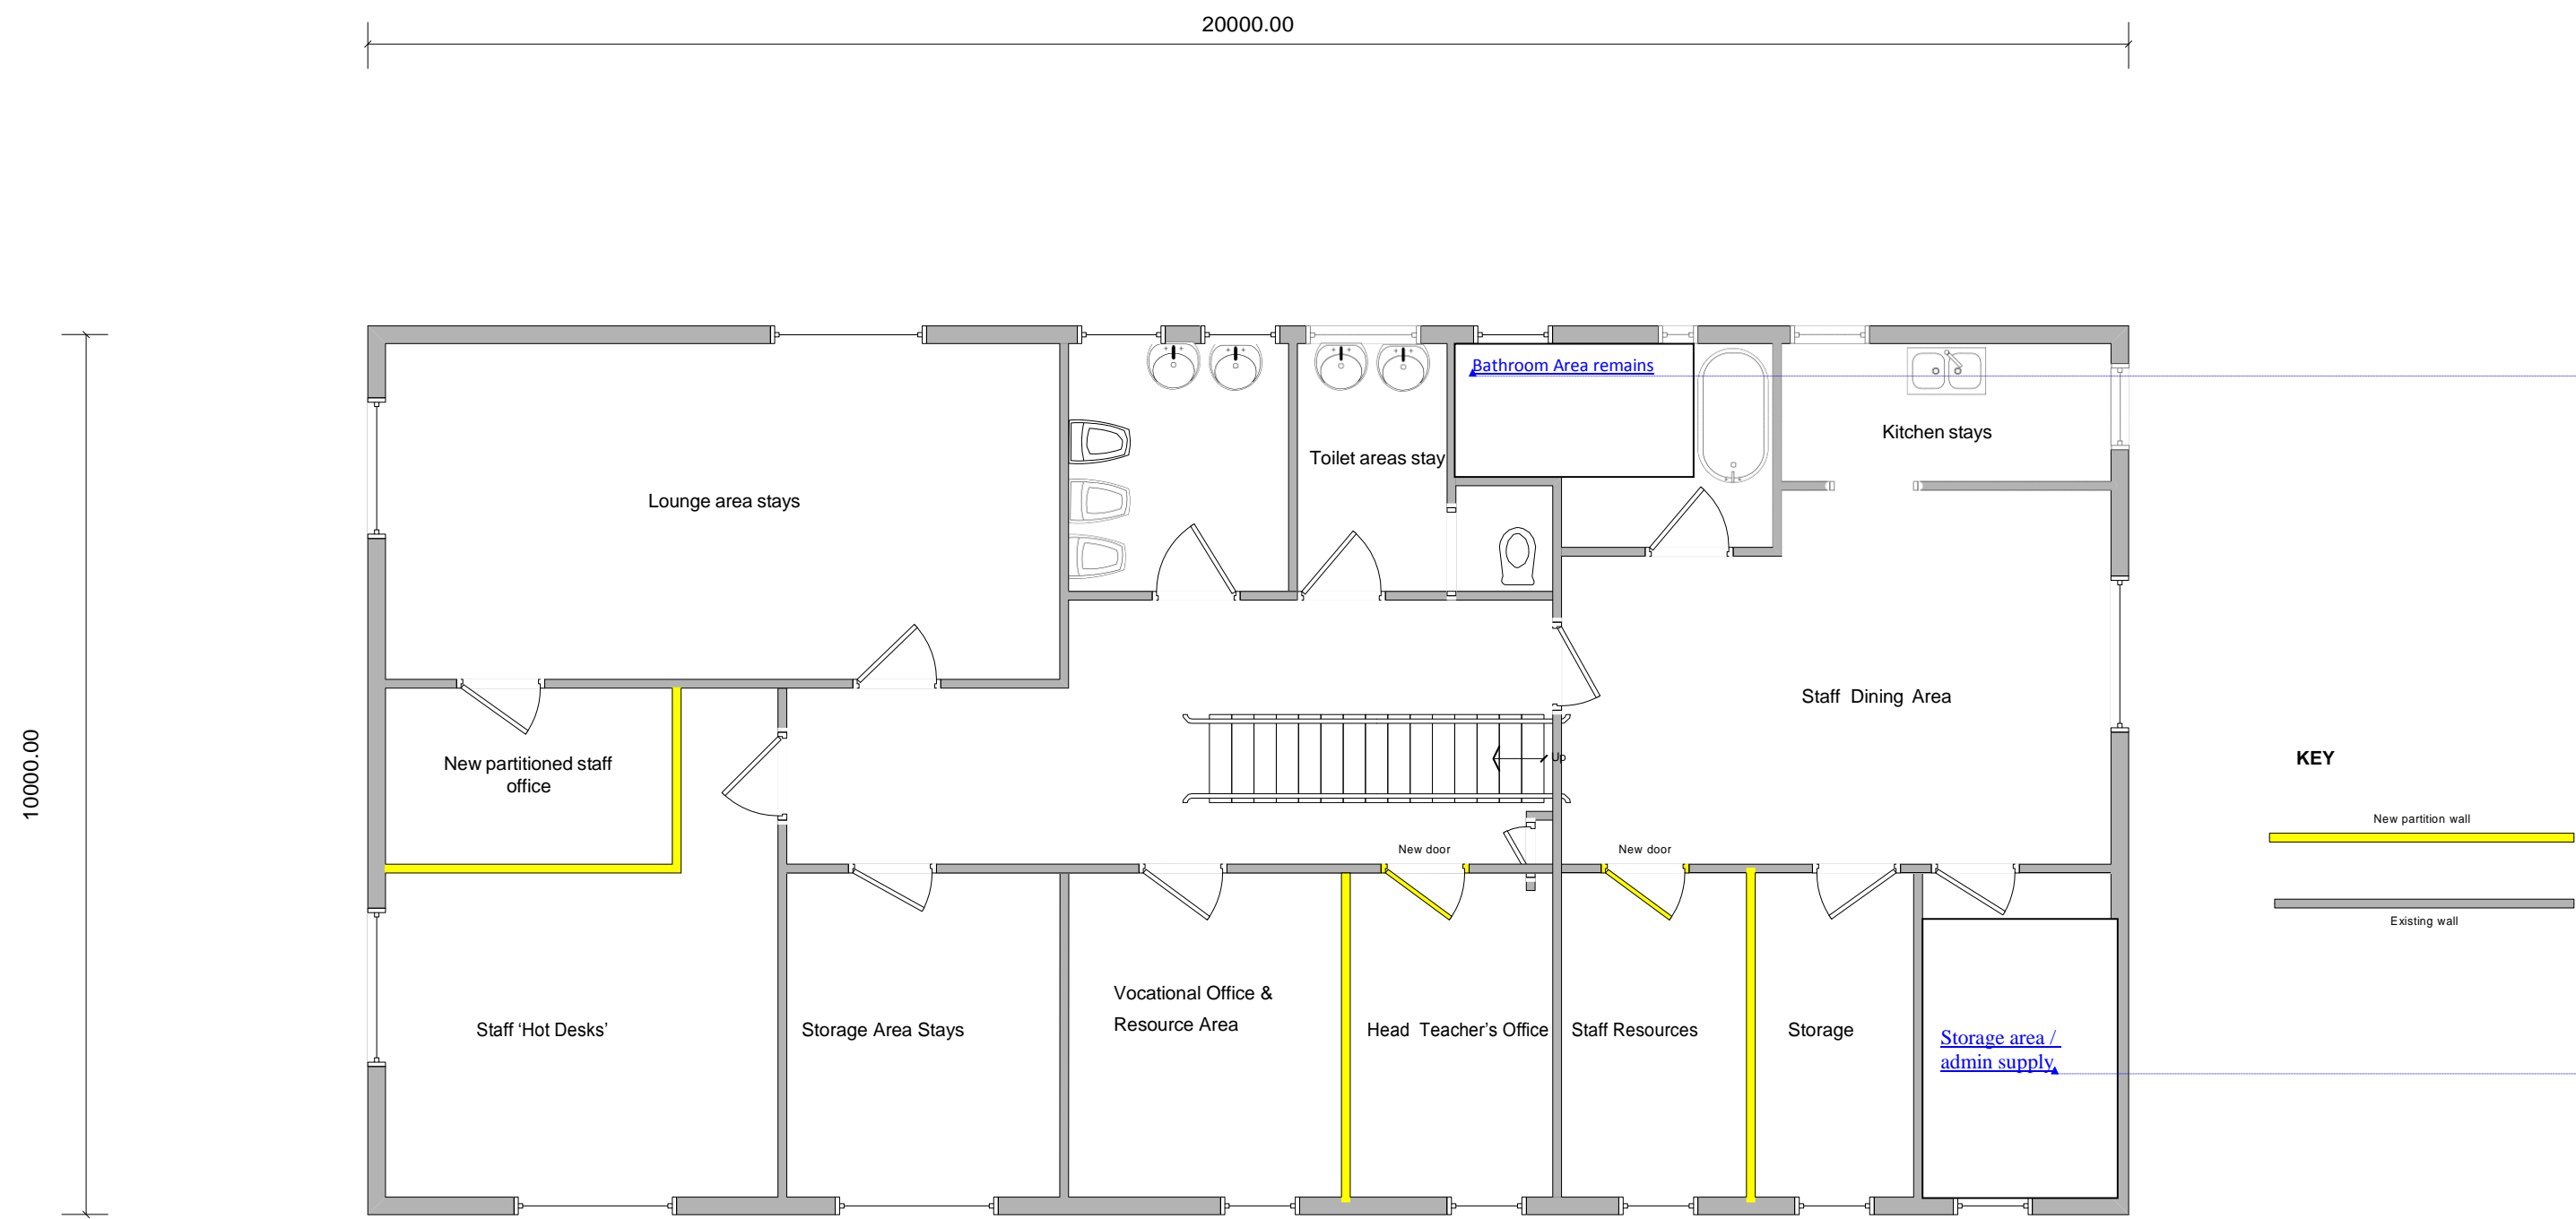 20000.00
10000.00
Bathroom Area remains
Kitchen stays
Toilet areas stay
Lounge area stays
Staff Dining Area
New partitioned staff
office
Up
KEY
New partition wall
Existing wall
New door
New door
Staff ‘Hot Desks’
Storage Area Stays
Vocational Office &
Resource Area
Head Teacher’s Office
Staff Resources
Storage
Storage area /
admin supply